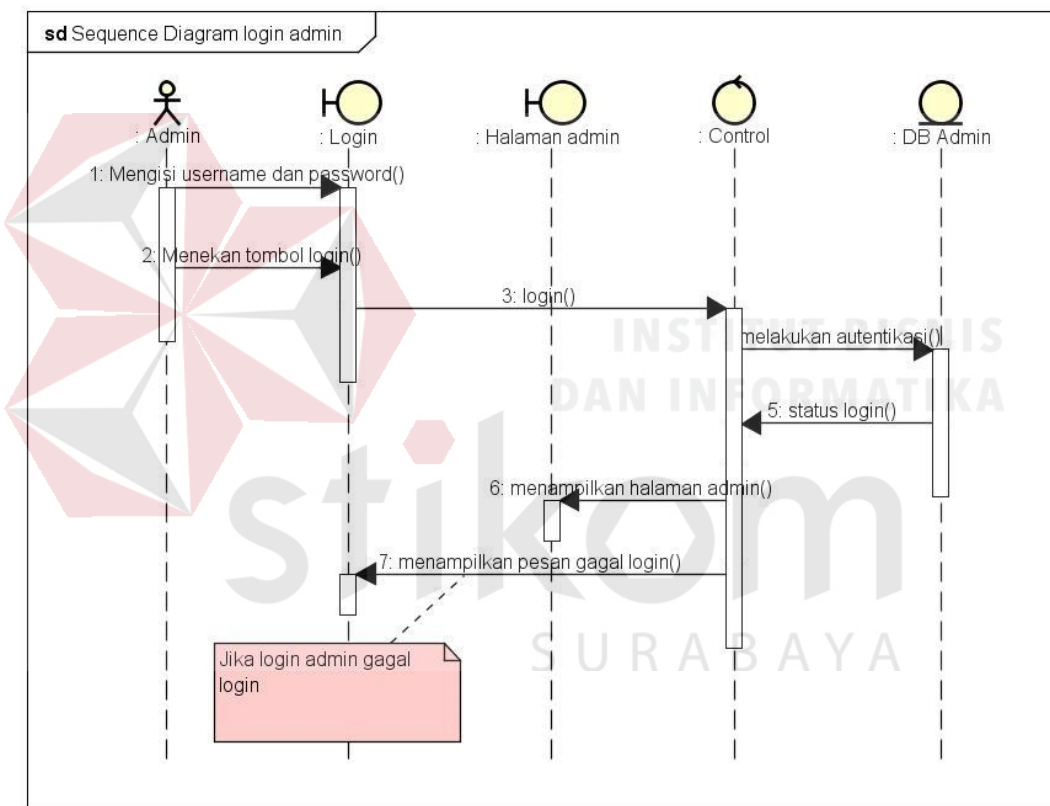 sd Sequence Diagram login admin
: Admin
: Login
: Halaman admin
: Control
: DB Admin
1: Mengisi username dan password()
2: Menekan tombol login()
3: login()
melakukan autentikasi()
5: status login()
6: menampilkan halaman admin()
7: menampilkan pesan gagal login()
Jika login admin gagal
login
INSTITUT BISNIS
DAN INFORMATIKA
stikom
SURABAYA